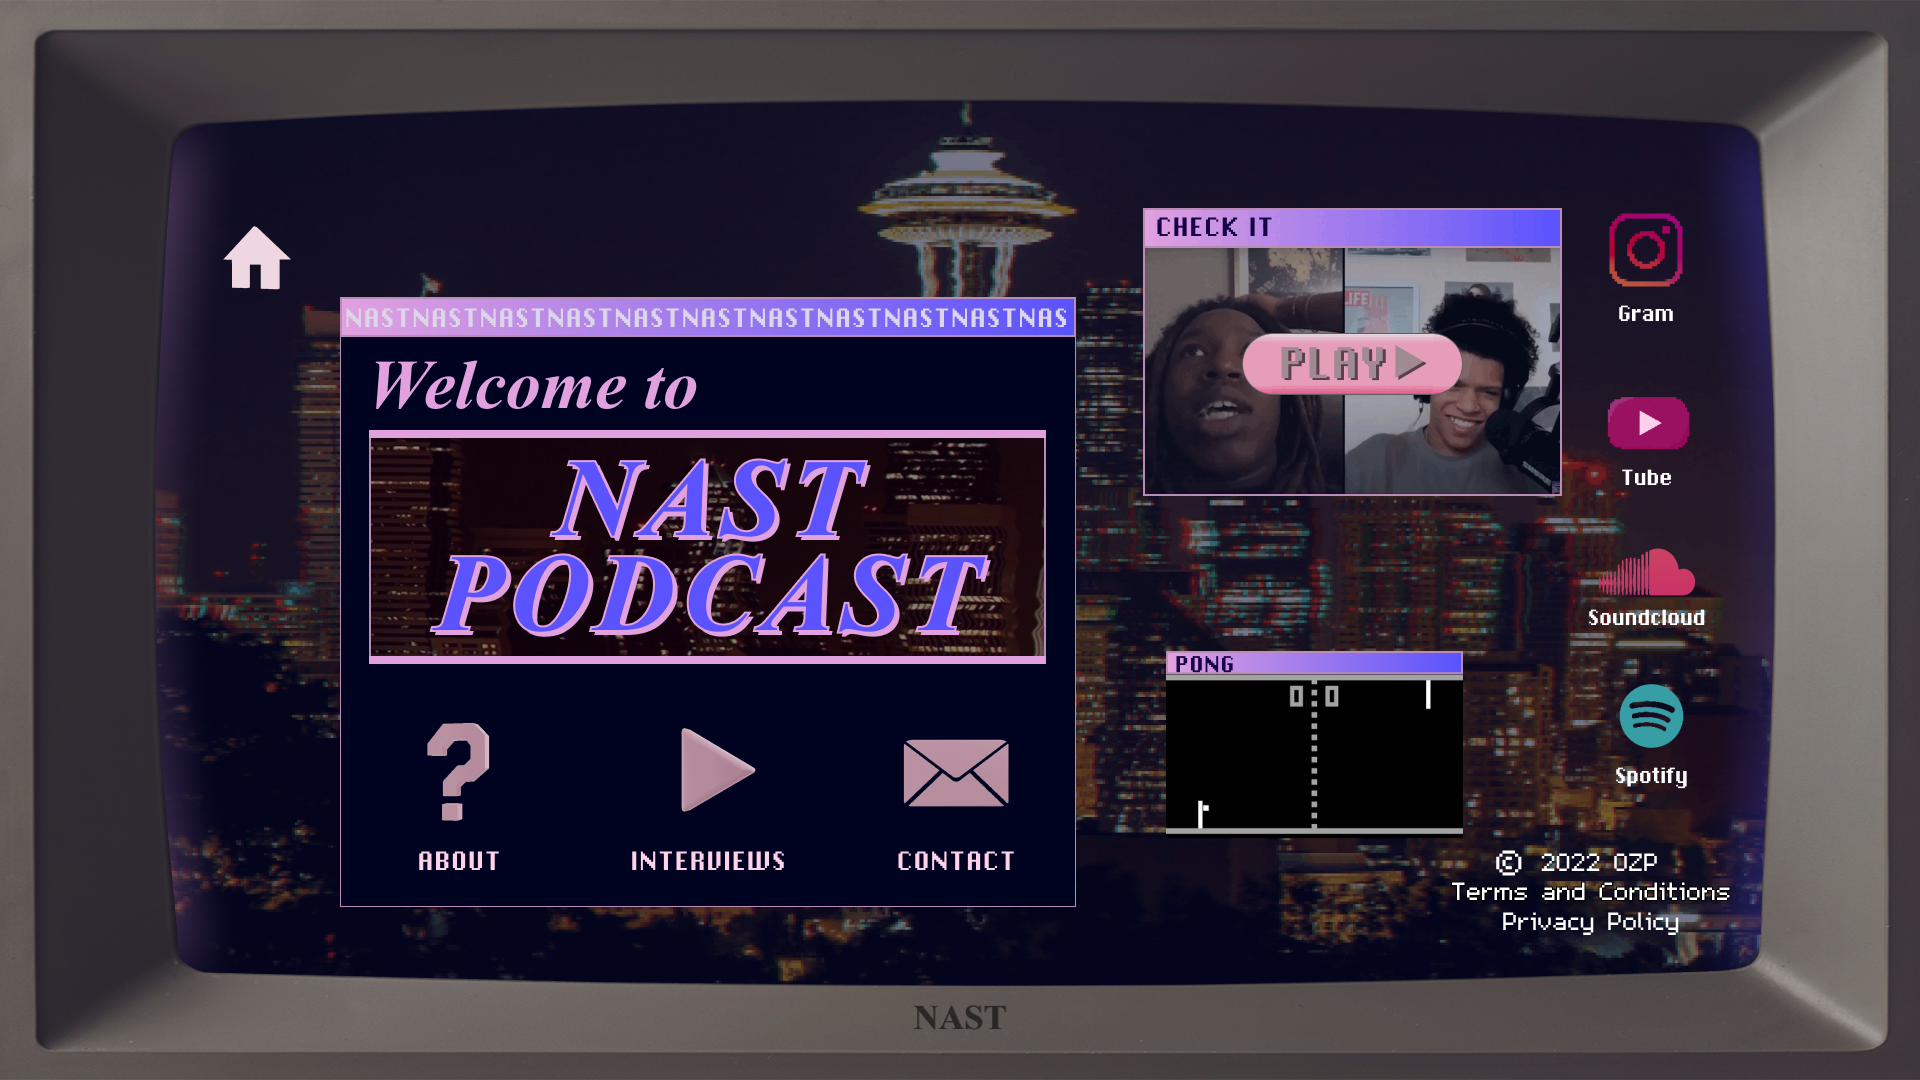 CHECK IT
NASTNASTNASTNASTNASTNASTNASTNASTNASTNASTNAS
Welcome to
NAST
PODCAST
ABOUT
INTERVIEWS
CONTACT
LIFE
PLAY
Gram
Tube
Soundcloud
Spotify
PONG
0 0
© 2022 OZP
Terms and Conditions
Privacy Policy
NAST